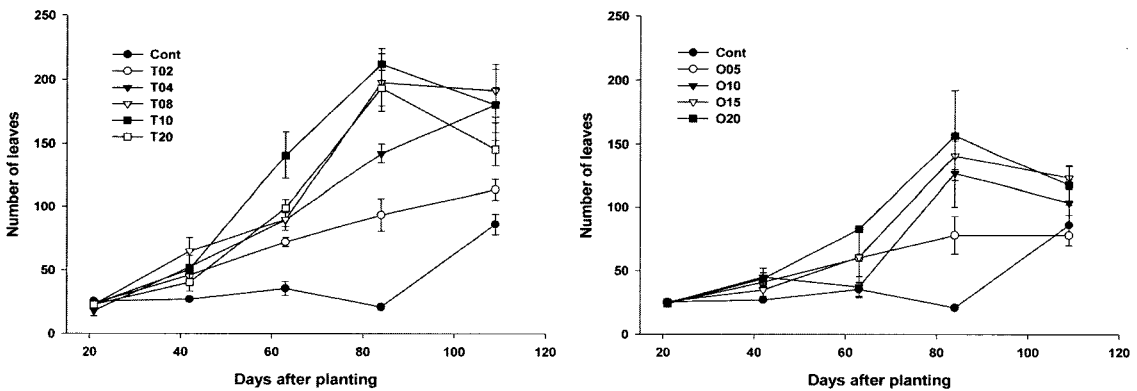 250
200
150
100
50
0
Number of leaves
Cont
T02
T04
T08
T10
T20
20 40 60 80 100 120
Days after planting
250
200
150
100
50
0
Number of leaves
Cont
O05
O10
O15
O20
20 40 60 80 100 120
Days after planting